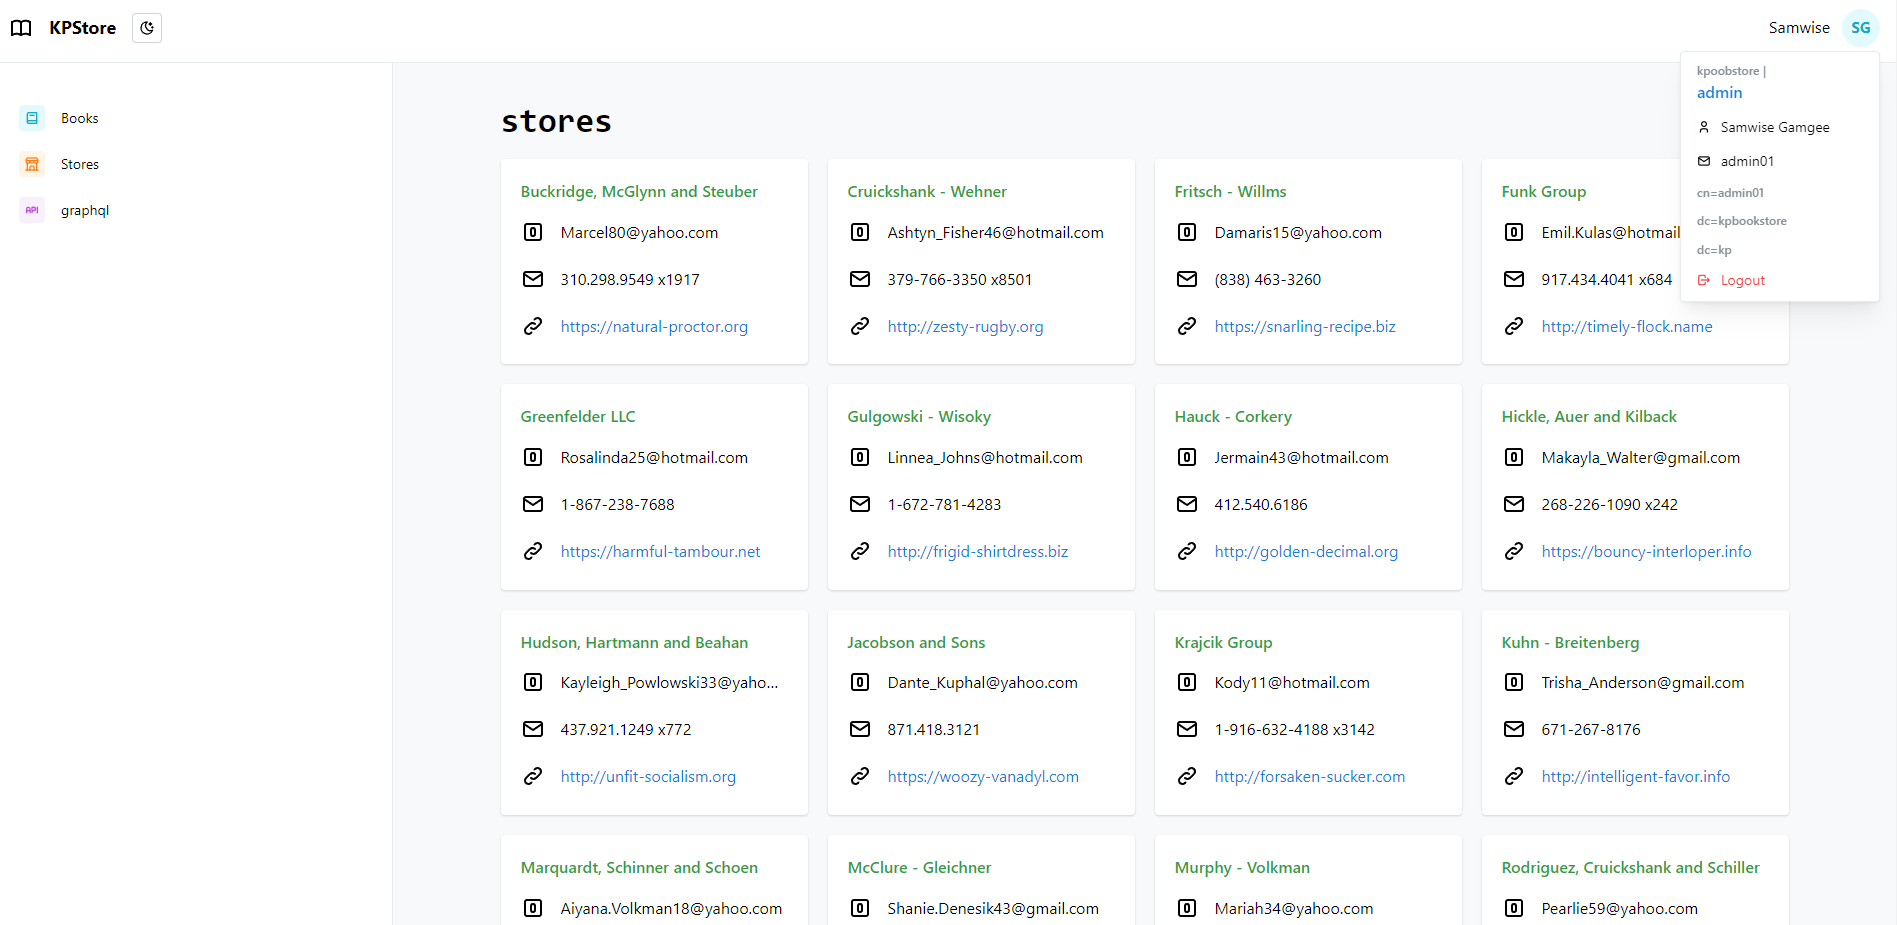 KPStore
Samwise SG
kpoobstore |
admin
Samwise Gamgee
admin01
cn=admin01
dc=kpbookstore
dc=kp
Logout
Books
Stores
API graphql
stores
Buckridge, McGlynn and Steuber
Marcel80@yahoo.com
310.298.9549 x1917
https://natural-proctor.org
Cruickshank - Wehner
Ashtyn_Fisher46@hotmail.com
379-766-3350 x8501
http://zesty-rugby.org
Fritsch - Willms
Damaris15@yahoo.com
(838) 463-3260
https://snarling-recipe.biz
Funk Group
Emil.Kulas@hotmail
917.434.4041 x684
http://timely-flock.name
Greenfelder LLC
Rosalinda25@hotmail.com
1-867-238-7688
https://harmful-tambour.net
Gulgowski - Wisoky
Linnea_Johns@hotmail.com
1-672-781-4283
http://frigid-shirtdress.biz
Hauck - Corkery
Jermain43@hotmail.com
412.540.6186
http://golden-decimal.org
Hickle, Auer and Kilback
Makayla_Walter@gmail.com
268-226-1090 x242
https://bouncy-interloper.info
Hudson, Hartmann and Beahan
Kayleigh_Powlowski33@yaho...
437.921.1249 x772
http://unfit-socialism.org
Jacobson and Sons
Dante_Kuphal@yahoo.com
871.418.3121
https://woozy-vanadyl.com
Krajcik Group
Kody11@hotmail.com
1-916-632-4188 x3142
http://forsaken-sucker.com
Kuhn - Breitenberg
Trisha_Anderson@gmail.com
671-267-8176
http://intelligent-favor.info
Marquardt, Schinner and Schoen
Aiyana.Volkman18@yahoo.com
McClure - Gleichner
Shanie.Denesik43@gmail.com
Murphy - Volkman
Mariah34@yahoo.com
Rodriguez, Cruickshank and Schiller
Pearlie59@yahoo.com